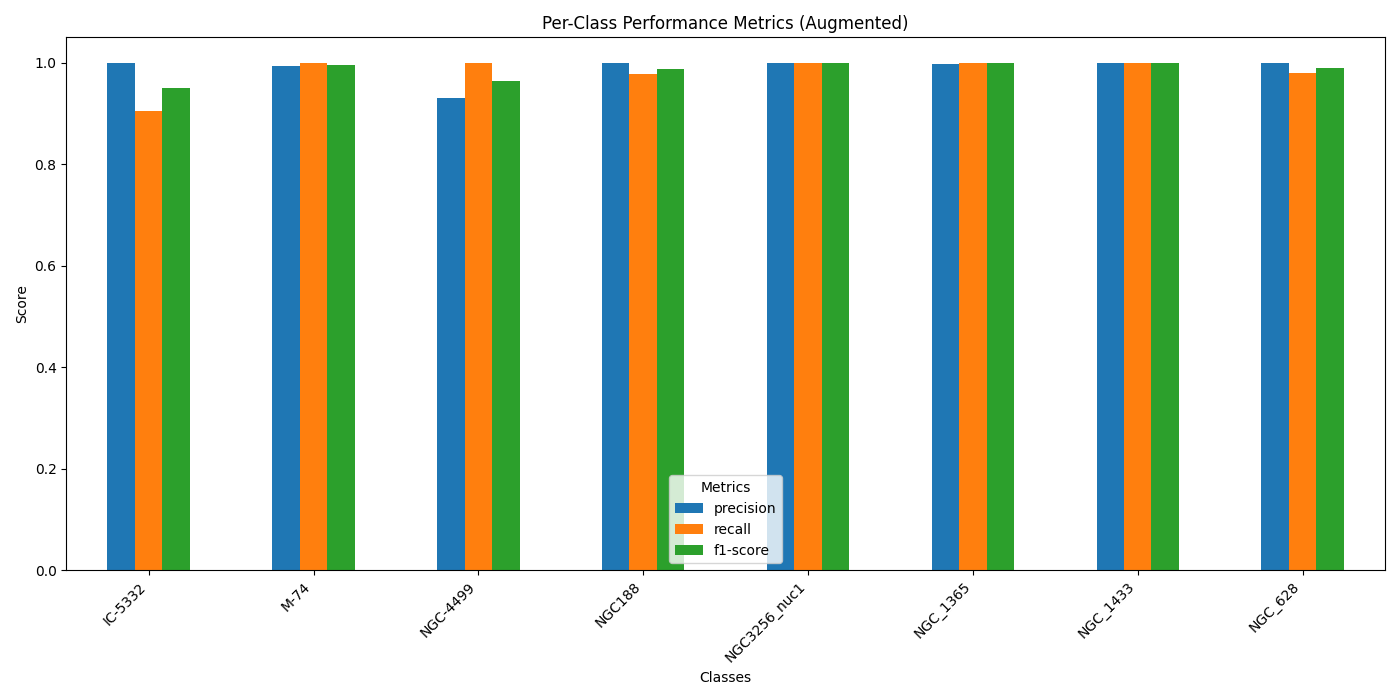 Per-Class Performance Metrics (Augmented)
Score
1.0
0.8
0.6
0.4
0.2
0.0
Metrics
precision
recall
f1-score
IC-5332
M-74
NGC-4499
NGC188
NGC3256_nuc1
NGC_1365
NGC_1433
NGC_628
Classes